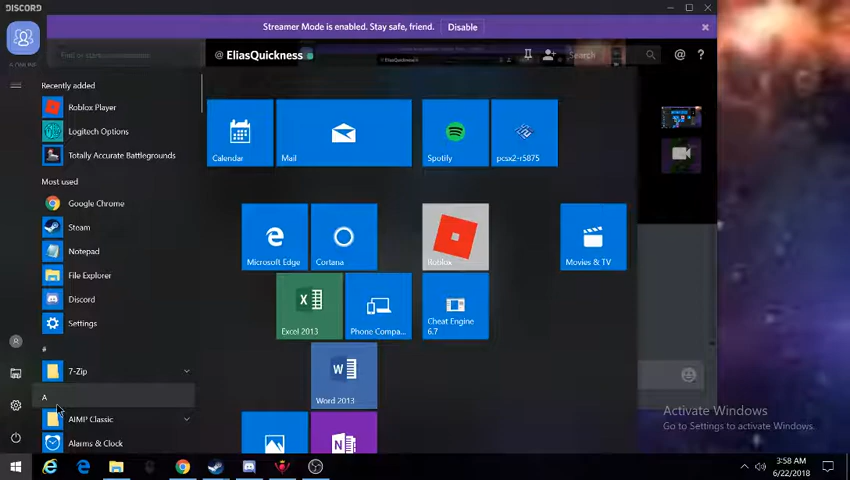 DISCORD
Streamer Mode is enabled. Stay safe, friend. Disable
EliasQuickness
Search
Recently added
Roblox Player
Logitech Options
Totally Accurate Battlegrounds
Most used
Google Chrome
Steam
Notepad
File Explorer
Discord
Settings
#
7-Zip
A
AIMP Classic
Alarms & Clock
Calendar
Mail
Spotify
pcsx2-r5875
Microsoft Edge
Cortana
Roblox
Movies & TV
Excel 2013
Phone Compa...
Cheat Engine
6.7
Word 2013
Activate Windows
Go to Settings to activate Windows.
3:58 AM
6/22/2018